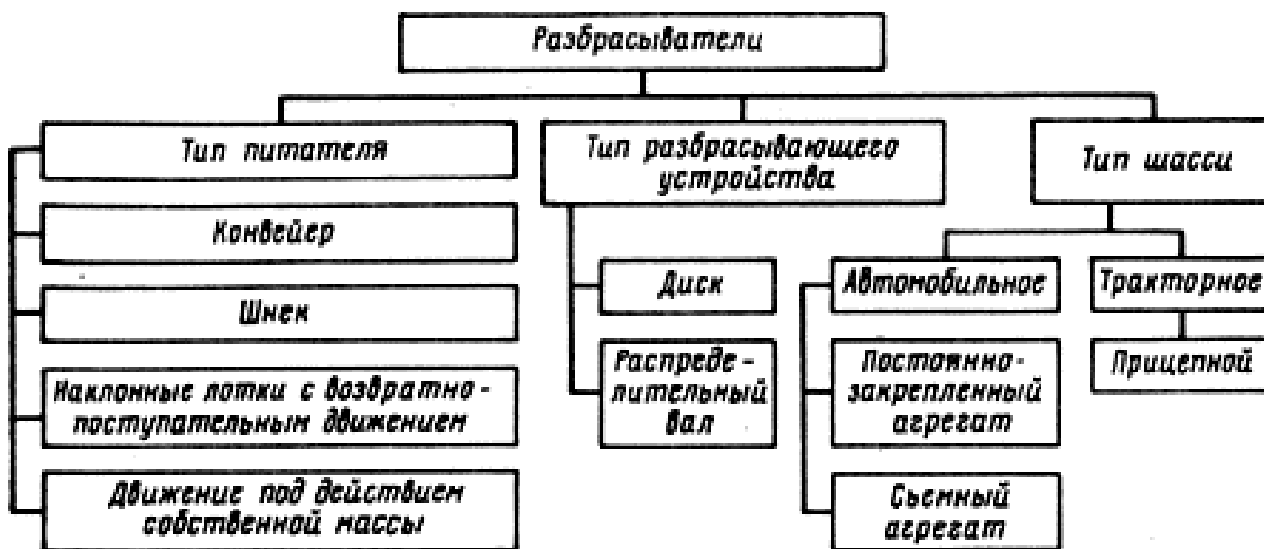 Разбрасыватели
Тип питателя
Конвейер
Шнек
Наклонные лотки с возвратно-
поступательным движением
Движение под действием
собственной массы
Тип разбрасывающего
устройства
Диск
Распреде-
лительный
вал
Тип шасси
Автомобильное
Постоянно-
закрепленный
агрегат
Съемный
агрегат
Тракторное
Прицепной